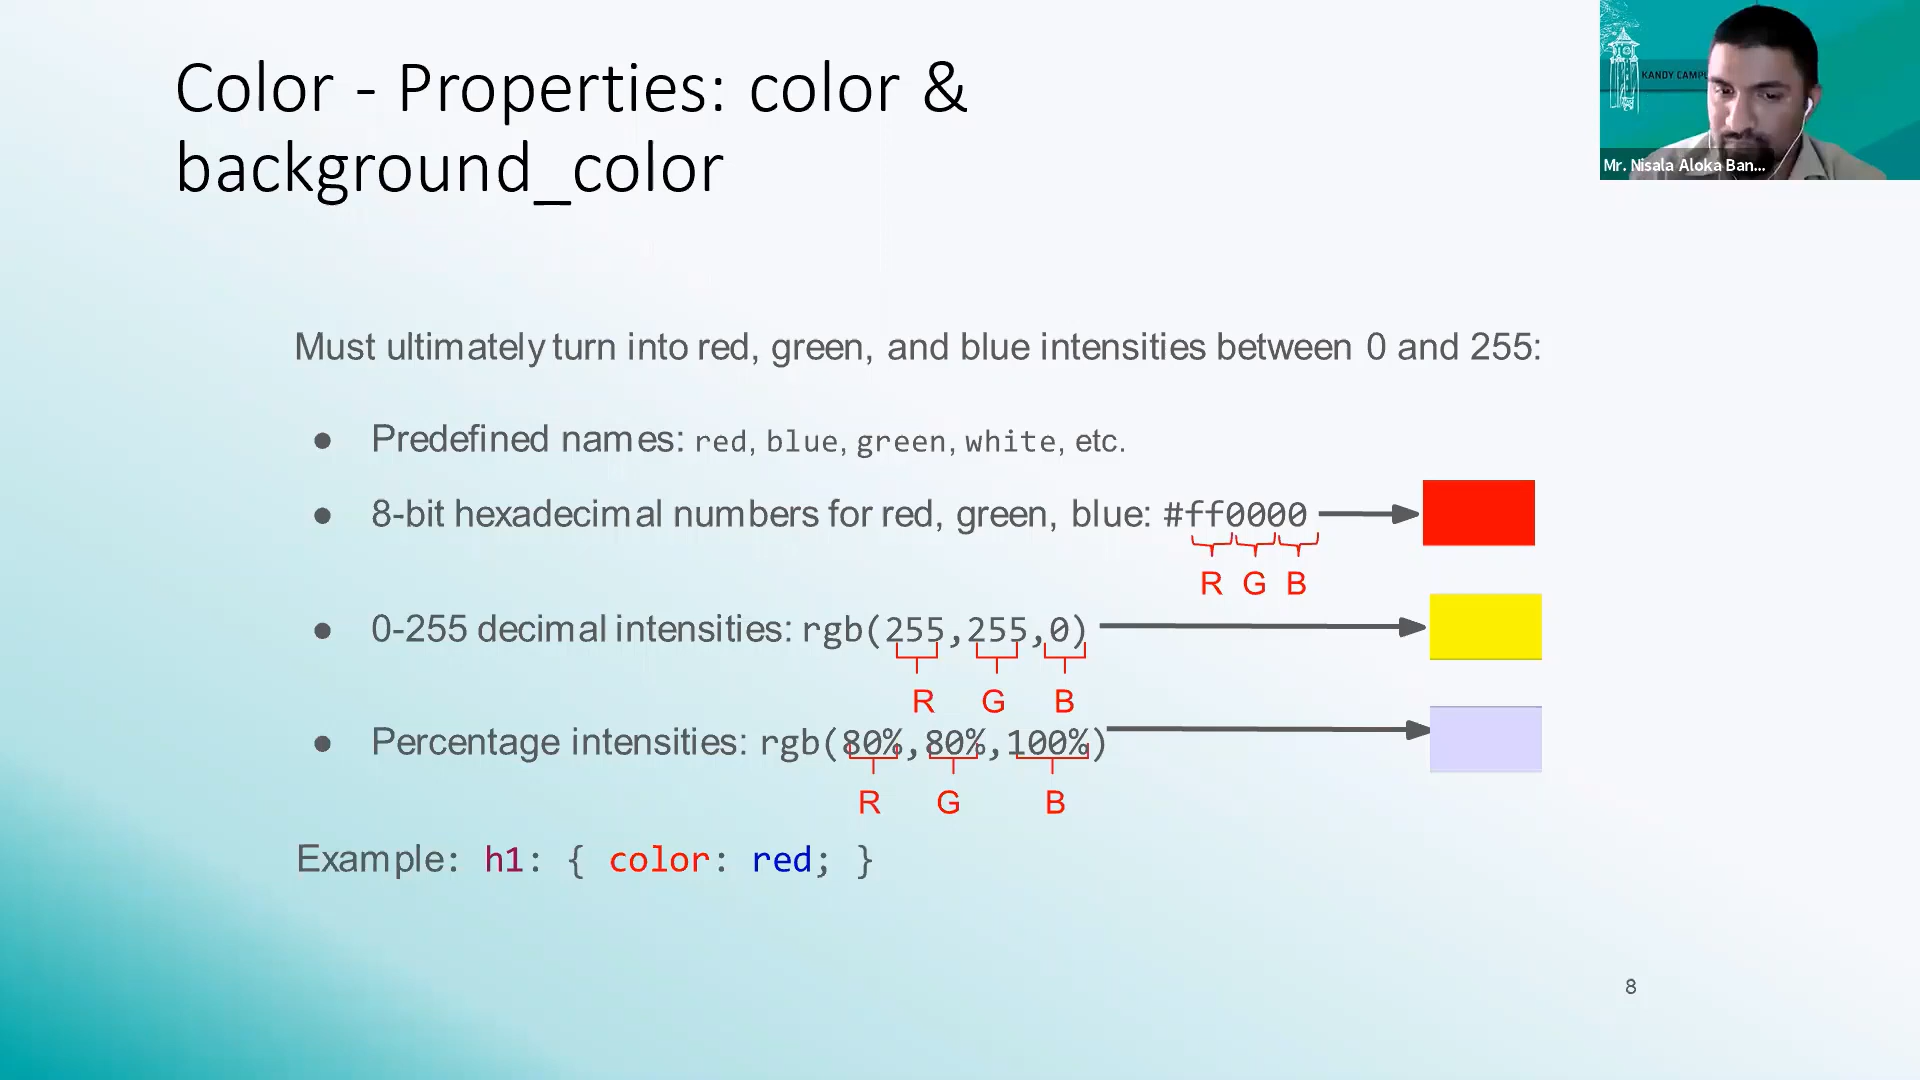 Color - Properties: color &
background_color
KANDY CAMPU
Mr. Nisala Aloka Ban...
Must ultimately turn into red, green, and blue intensities between 0 and 255:
● Predefined names: red, blue, green, white, etc.
● 8-bit hexadecimal numbers for red, green, blue: #ff0000
R G B
● 0-255 decimal intensities: rgb(255,255,0)
R G B
● Percentage intensities: rgb(80%,80%,100%)
R G B
Example: h1: { color: red; }
8